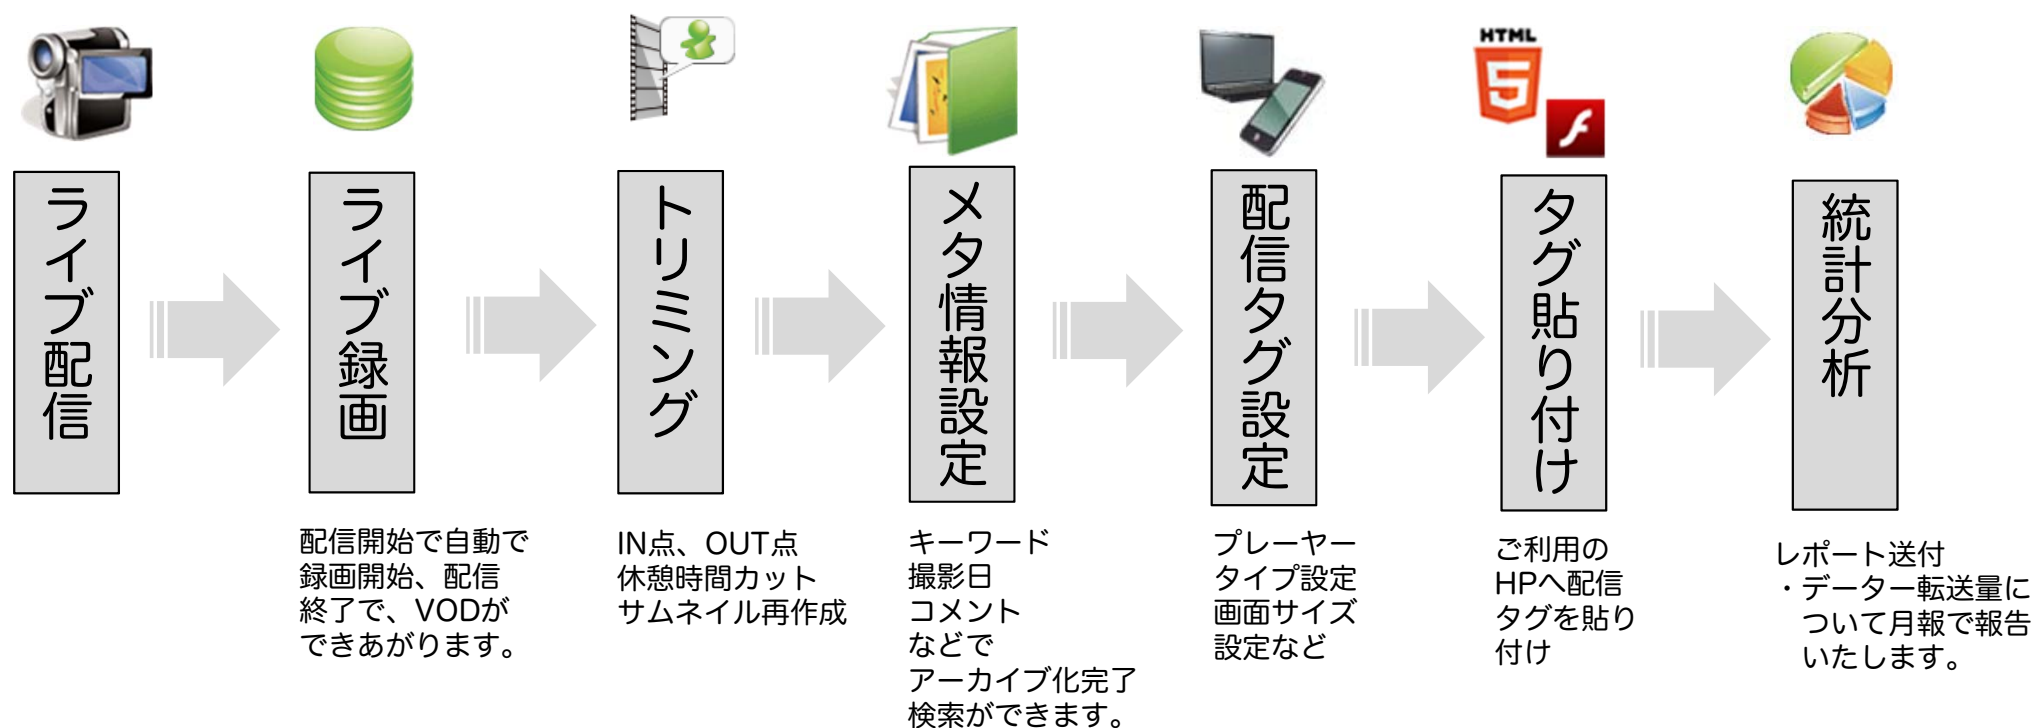 HTML
5
ライブ配信
ライブ録画
配信開始で自動で
録画開始、配信
終了で、VODが
できあがります。
トリミング
IN点、OUT点
休憩時間カット
サムネイル再作成
メタ情報設定
キーワード
撮影日
コメント
などで
アーカイブ化完了
検索ができます。
配信タグ設定
プレーヤー
タイプ設定
画面サイズ
設定など
タグ貼り付け
ご利用の
HPへ配信
タグを貼り
付け
統計分析
レポート送付
・データー転送量に
ついて月報で報告
いたします。